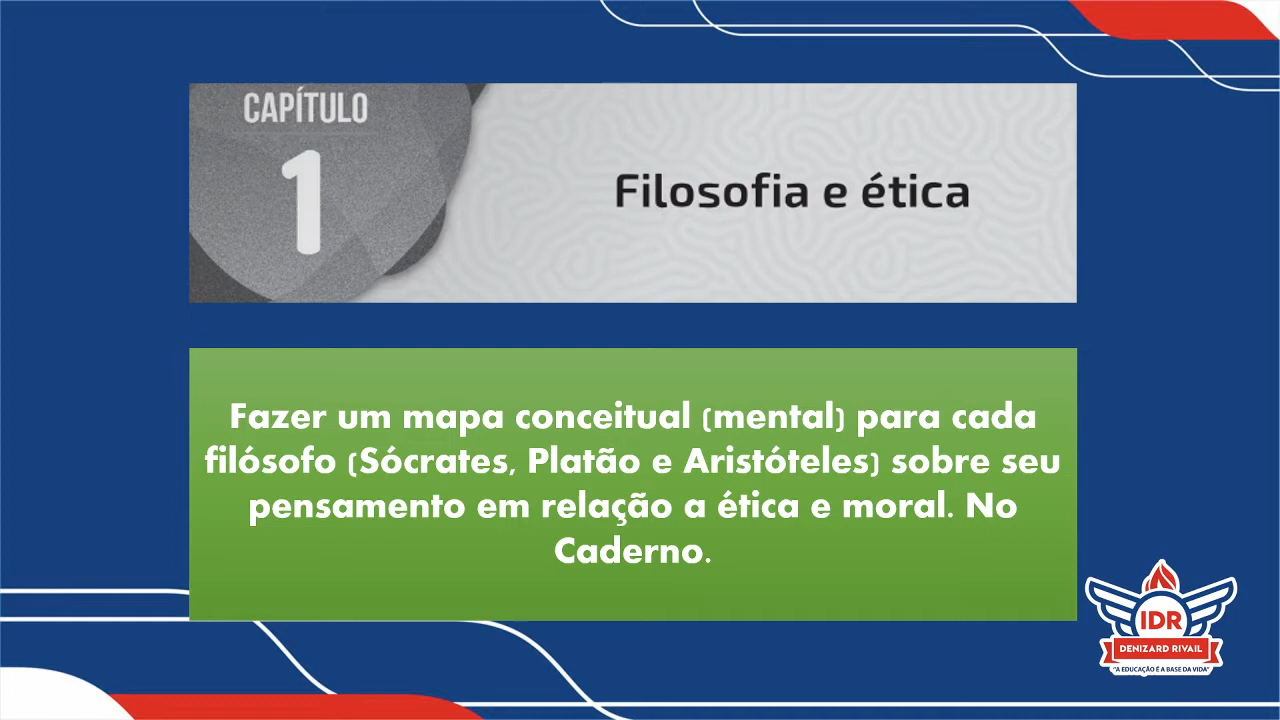 CAPÍTULO
1
Filosofia e ética
Fazer um mapa conceitual (mental) para cada
filósofo (Sócrates, Platão e Aristóteles) sobre seu
pensamento em relação a ética e moral. No
Caderno.
IDR
DENIZARD RIVAIL
"A EDUCAÇÃO É A BASE DA VIDA"